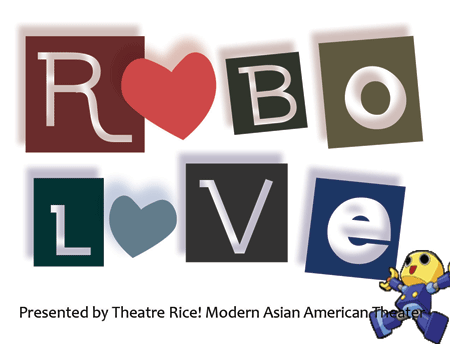 R♥Bo
L♥Ve
Presented by Theatre Rice! Modern Asian American Theater